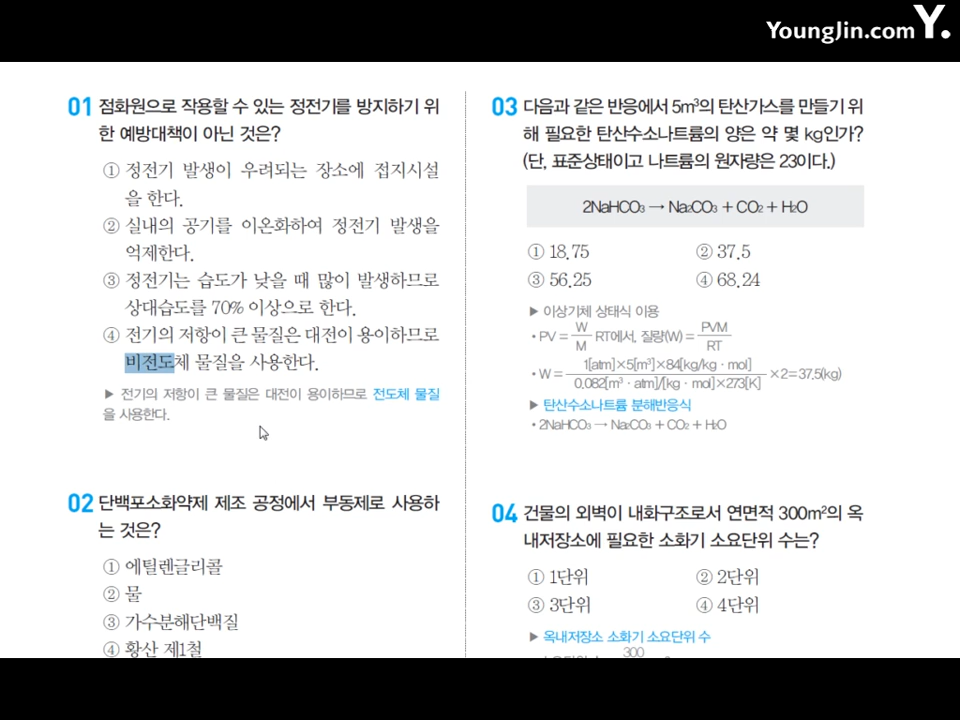 YoungJin.com Y.
01 점화원으로 작용할 수 있는 정전기를 방지하기 위
한 예방대책이 아닌 것은?
① 정전기 발생이 우려되는 장소에 접지시설
을 한다.
② 실내의 공기를 이온화하여 정전기 발생을
억제한다.
③ 정전기는 습도가 낮을 때 많이 발생하므로
상대습도를 70% 이상으로 한다.
④ 전기의 저항이 큰 물질은 대전이 용이하므로
비전도체 물질을 사용한다.
▶ 전기의 저항이 큰 물질은 대전이 용이하므로 전도체 물질
을 사용한다.
02 단백포소화약제 제조 공정에서 부동제로 사용하
는 것은?
① 에틸렌글리콜
② 물
③ 가수분해단백질
④ 황산 제1철
03 다음과 같은 반응에서 5m³의 탄산가스를 만들기 위
해 필요한 탄산수소나트륨의 양은 약 몇 kg인가?
(단, 표준상태이고 나트륨의 원자량은 23이다.)
2NaHCO₃ → Na₂CO₃ + CO₂ + H₂O
① 18.75 ② 37.5
③ 56.25 ④ 68.24
▶ 이상기체 상태식 이용
• PV = W/M RT에서, 질량(W) = PVM/RT
• W = 1[atm]×5[m³]×84[kg/kg · mol] / 0.082[m³ · atm]/[kg · mol]×273[K] ×2=37.5(kg)
▶ 탄산수소나트륨 분해반응식
• 2NaHCO₃ → Na₂CO₃ + CO₂ + H₂O
04 건물의 외벽이 내화구조로서 연면적 300m²의 옥
내저장소에 필요한 소화기 소요단위 수는?
① 1단위 ② 2단위
③ 3단위 ④ 4단위
▶ 옥내저장소 소화기 소요단위 수
300